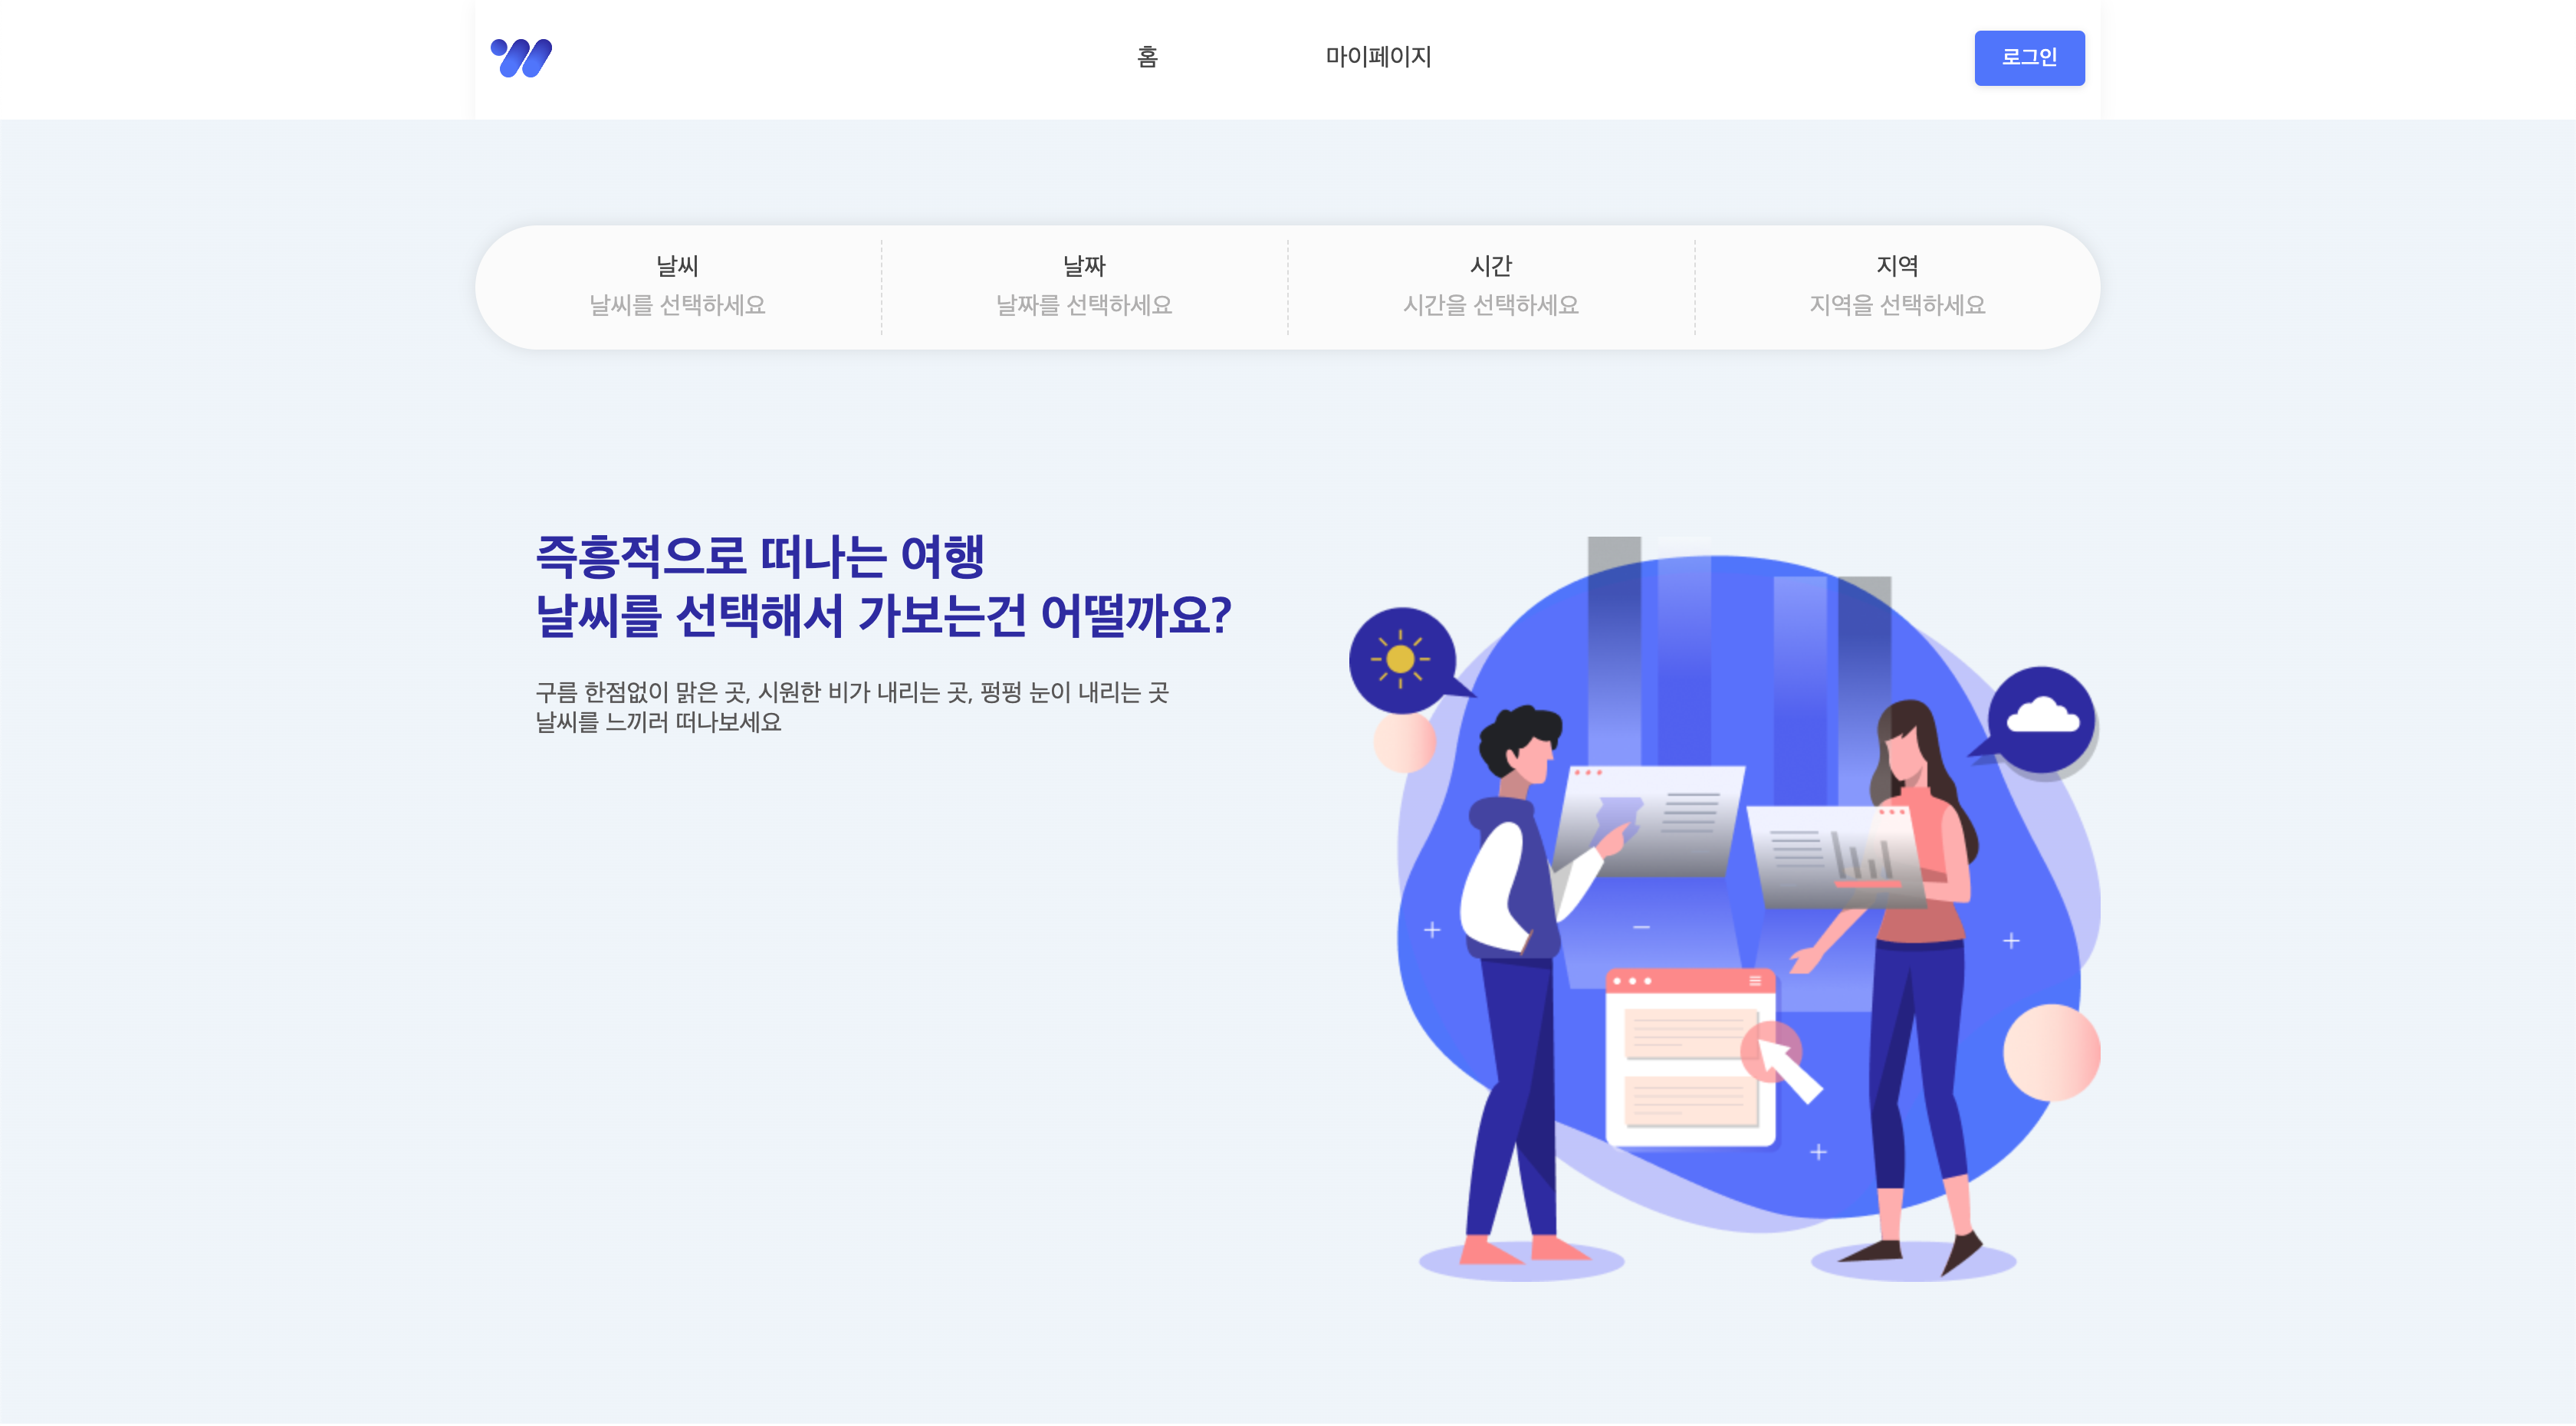 홈
마이페이지
로그인
날씨
날씨를 선택하세요
날짜
날짜를 선택하세요
시간
시간을 선택하세요
지역
지역을 선택하세요
즉흥적으로 떠나는 여행
날씨를 선택해서 가보는건 어떨까요?
구름 한점없이 맑은 곳, 시원한 비가 내리는 곳, 펑펑 눈이 내리는 곳
날씨를 느끼러 떠나보세요